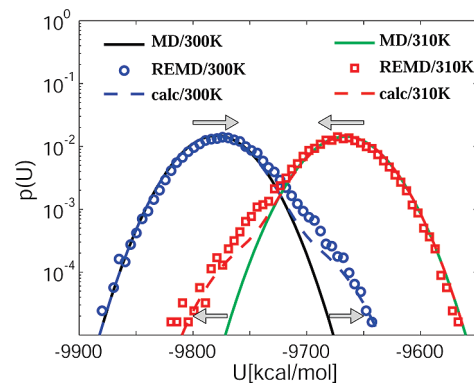 10^0
10^-1
10^-2
10^-3
10^-4
p(U)
MD/300K
REMD/300K
calc/300K
MD/310K
REMD/310K
calc/310K
-9900 -9800 -9700 -9600
U[kcal/mol]